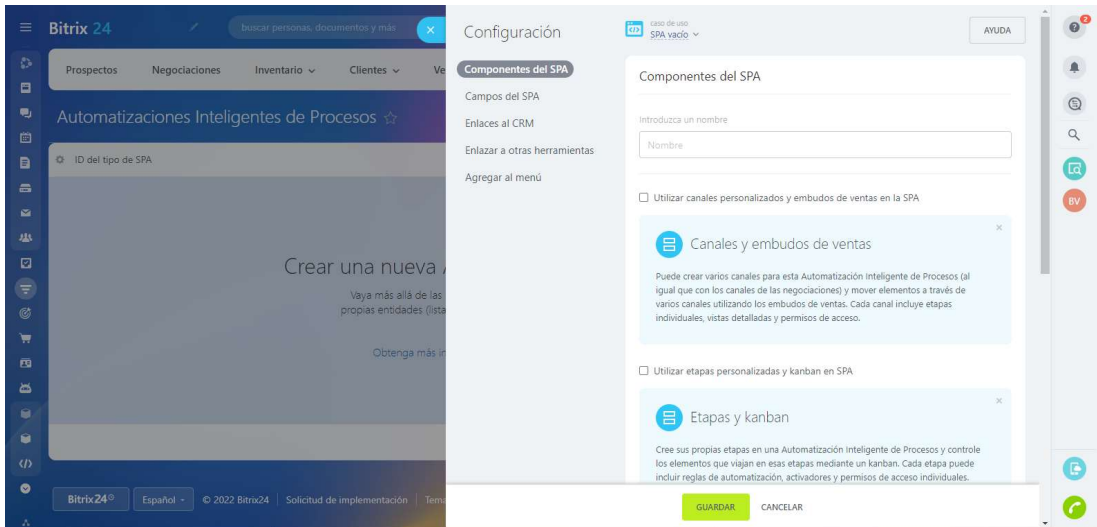 Bitrix 24
buscar personas, documentos y más
Prospectos Negociaciones Inventario Clientes Ve
Automatizaciones Inteligentes de Procesos
ID del tipo de SPA
Crear una nueva
Vaya más allá de las
propias entidades (lista
Obtenga más in
Bitrix24 Español © 2022 Bitrix24 Solicitud de implementación Tema
Configuración
Componentes del SPA
Campos del SPA
Enlaces al CRM
Enlazar a otras herramientas
Agregar al menú
caso de uso
SPA vacío
AYUDA
Componentes del SPA
Introduzca un nombre
Nombre
Utilizar canales personalizados y embudos de ventas en la SPA
Canales y embudos de ventas
Puede crear varios canales para esta Automatización Inteligente de Procesos (al
igual que con los canales de las negociaciones) y mover elementos a través de
varios canales utilizando los embudos de ventas. Cada canal incluye etapas
individuales, vistas detalladas y permisos de acceso.
Utilizar etapas personalizadas y kanban en SPA
Etapas y kanban
Cree sus propias etapas en una Automatización Inteligente de Procesos y controle
los elementos que viajan en esas etapas mediante un kanban. Cada etapa puede
incluir reglas de automatización, activadores y permisos de acceso individuales.
GUARDAR CANCELAR
2
BV